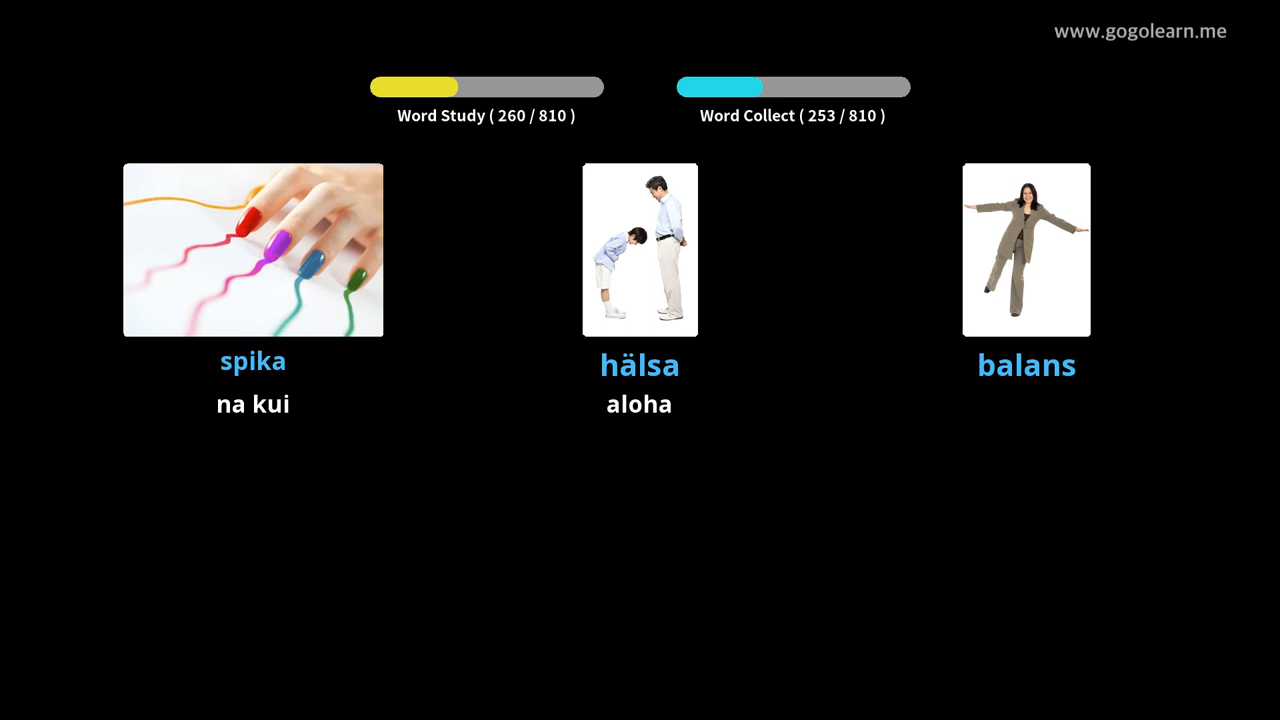 www.gogolearn.me
Word Study ( 260 / 810 )
Word Collect ( 253 / 810 )
spika
hälsa
balans
na kui
aloha